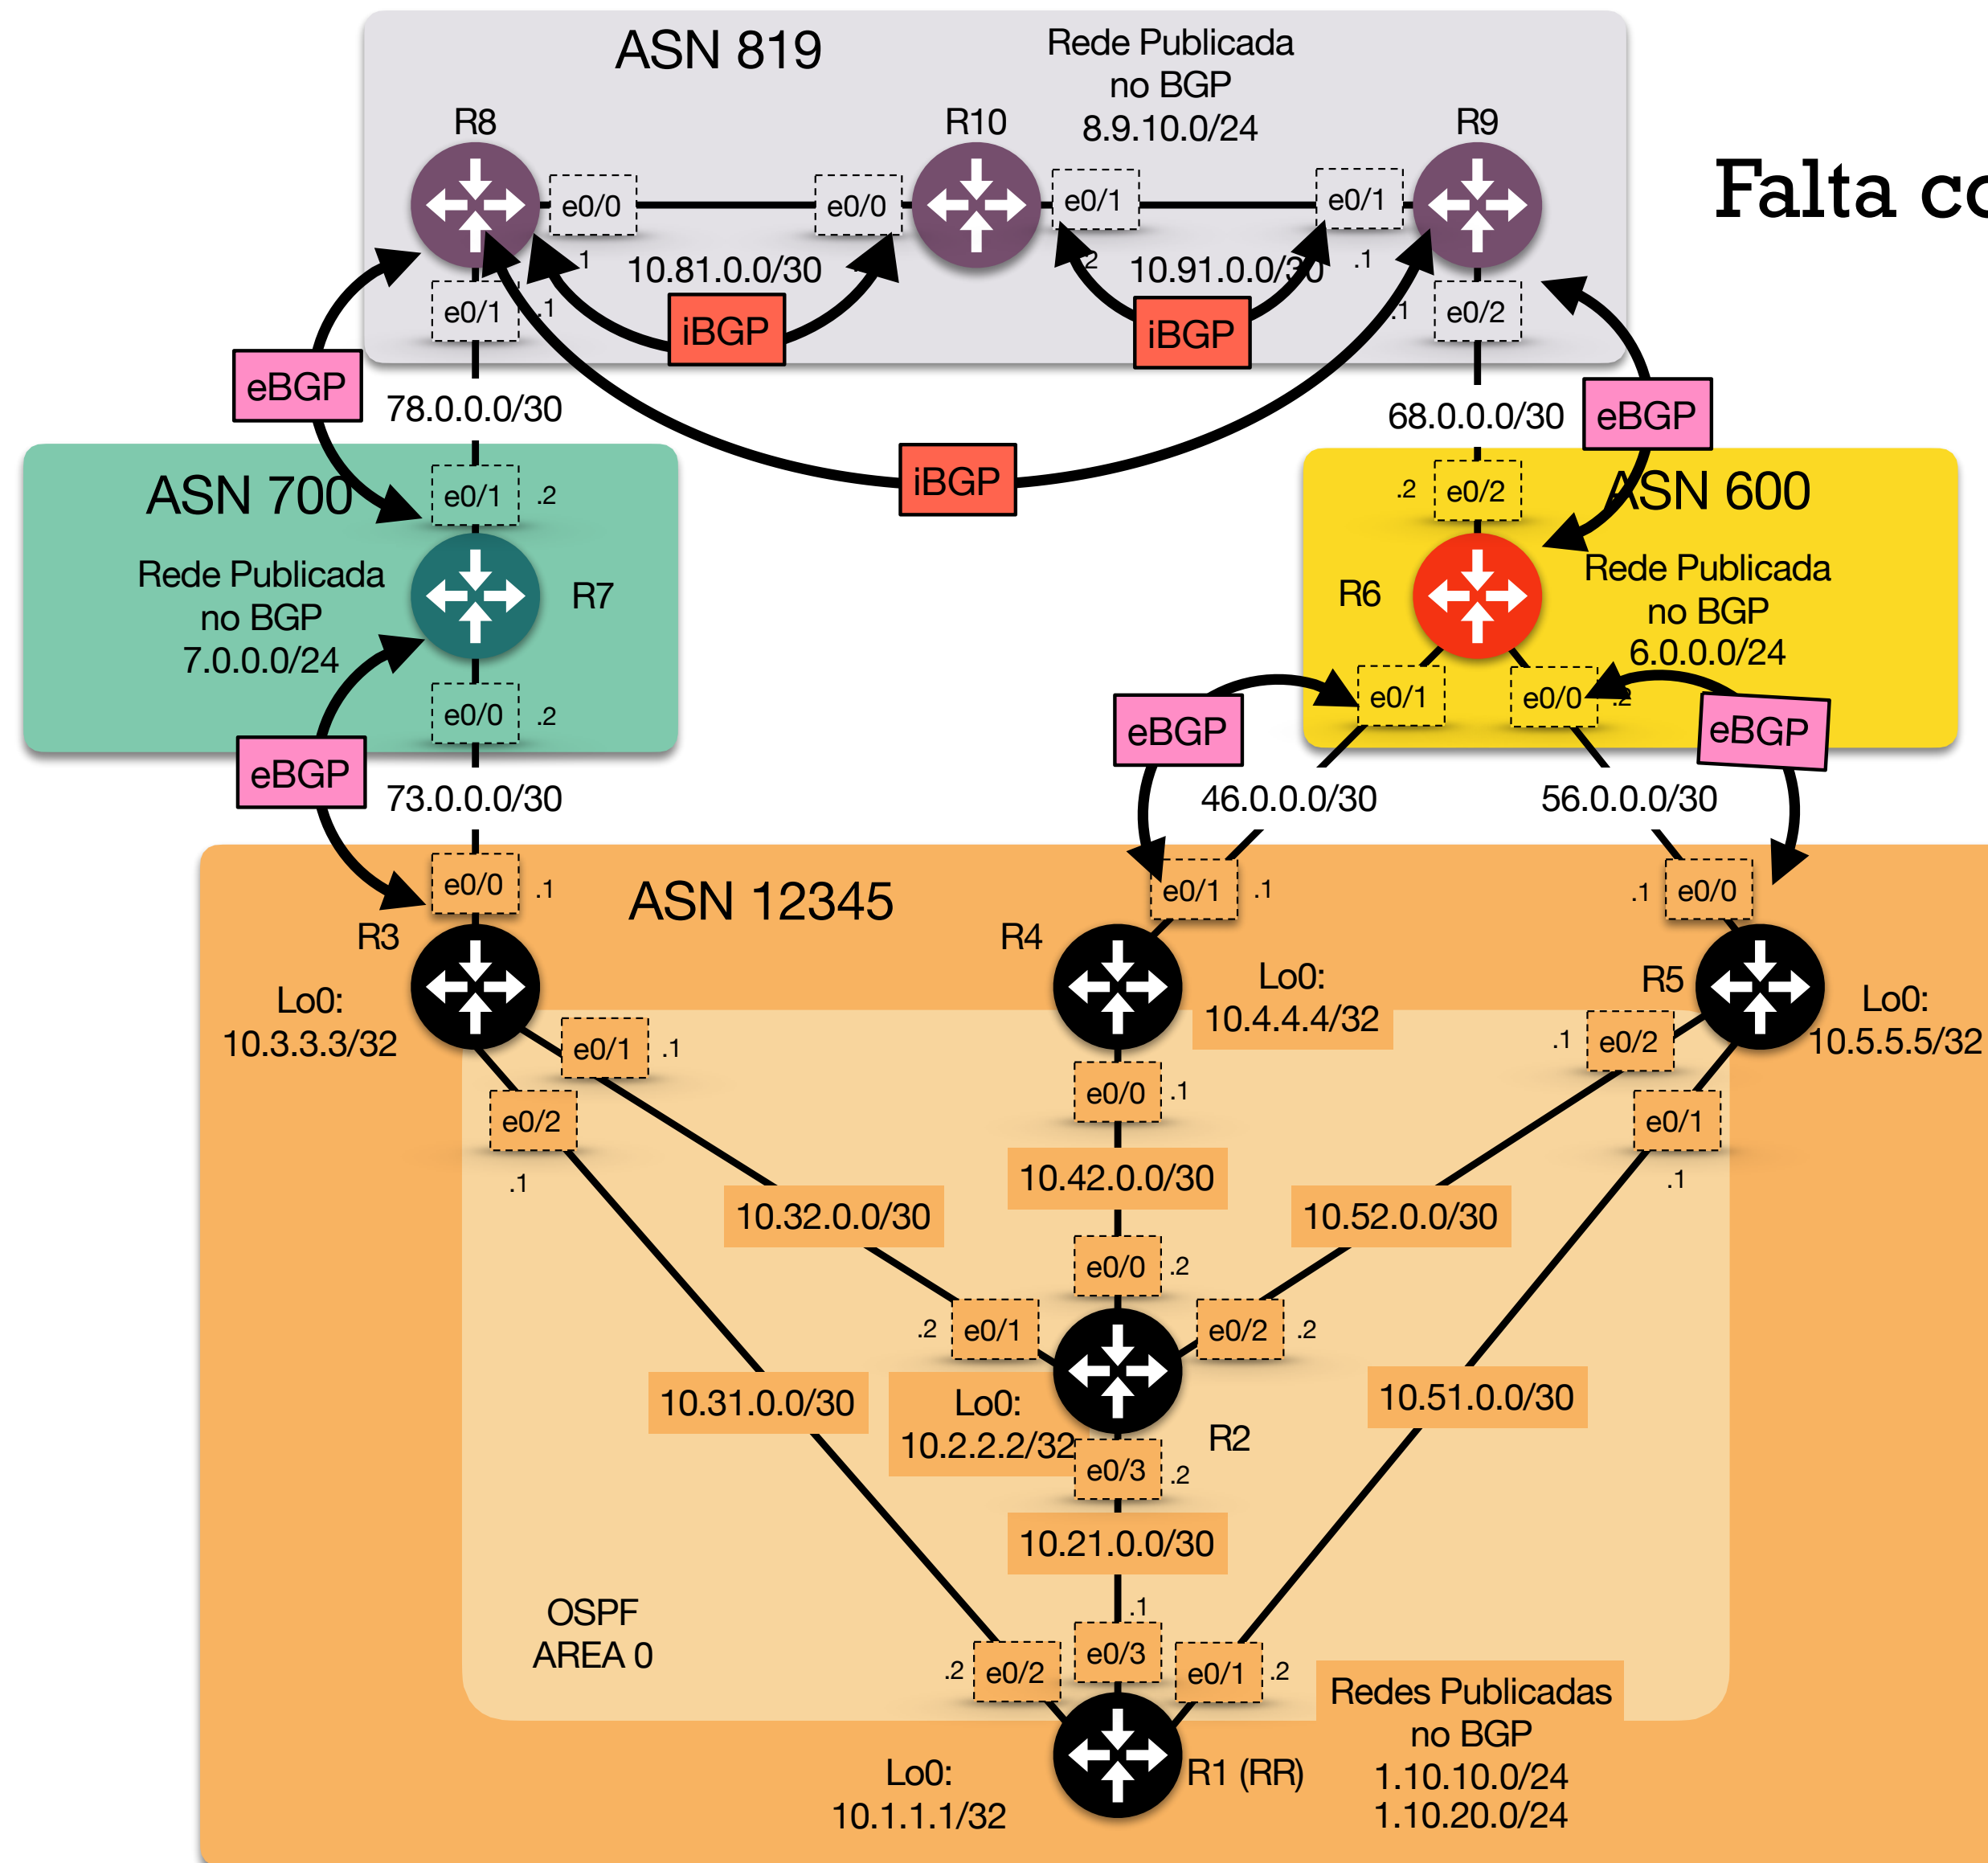 ASN 819
Rede Publicada
no BGP
8.9.10.0/24
R8
R10
R9
Falta
e0/0
e0/0
e0/1
e0/1
.1
10.81.0.0/30
.2
10.91.0.0/30
.1
e0/1
.1
iBGP
iBGP
.1
e0/2
eBGP
78.0.0.0/30
68.0.0.0/30
eBGP
iBGP
ASN 700
e0/1
.2
.2
e0/2
ASN 600
Rede Publicada
no BGP
7.0.0.0/24
R7
R6
Rede Publicada
no BGP
6.0.0.0/24
e0/0
.2
e0/1
e0/0
.2
eBGP
eBGP
eBGP
73.0.0.0/30
46.0.0.0/30
56.0.0.0/30
e0/0
.1
ASN 12345
e0/1
.1
.1
e0/0
R3
R4
R5
Lo0:
10.3.3.3/32
Lo0:
10.4.4.4/32
Lo0:
10.5.5.5/32
e0/1
.1
.1
e0/2
e0/2
.1
e0/0
.1
e0/1
.1
10.32.0.0/30
10.42.0.0/30
10.52.0.0/30
e0/0
.2
.2
e0/1
e0/2
.2
10.31.0.0/30
Lo0:
10.2.2.2/32
R2
10.51.0.0/30
e0/3
.2
10.21.0.0/30
OSPF
AREA 0
.1
.2
e0/2
e0/3
e0/1
.2
Redes Publicadas
no BGP
1.10.10.0/24
1.10.20.0/24
Lo0:
10.1.1.1/32
R1 (RR)